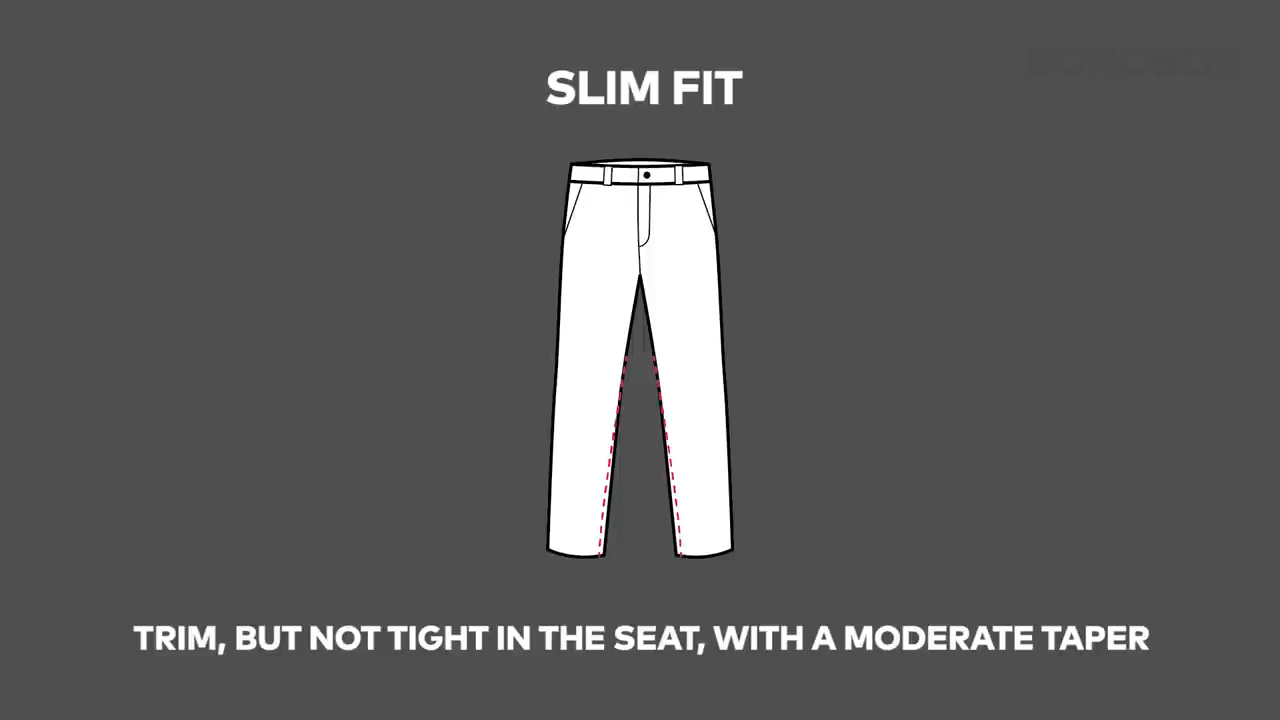 SLIM FIT
TRIM, BUT NOT TIGHT IN THE SEAT, WITH A MODERATE TAPER